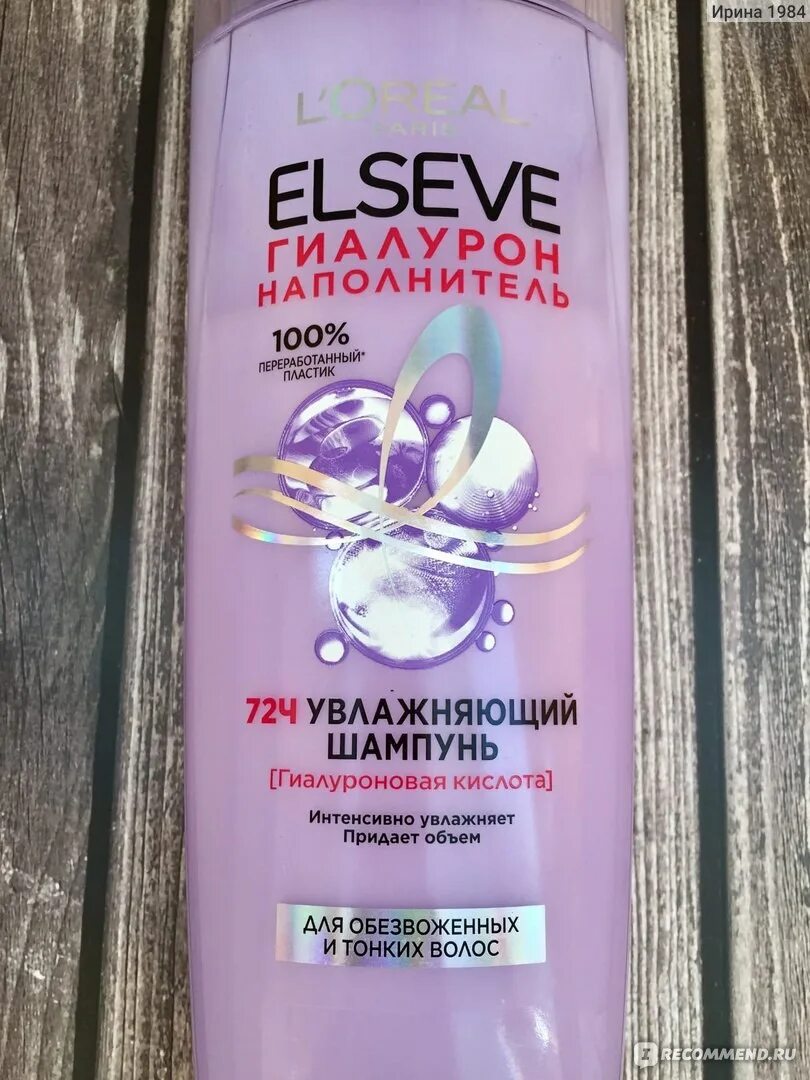 Ирина 1984
L'ORÉAL
PARIS
ELSEVE
ГИАЛУРОН
НАПОЛНИТЕЛЬ
100%
ПЕРЕРАБОТАННЫЙ*
ПЛАСТИК
72Ч УВЛАЖНЯЮЩИЙ
ШАМПУНЬ
[Гиалуроновая кислота]
Интенсивно увлажняет
Придает объем
ДЛЯ ОБЕЗВОЖЕННЫХ
И ТОНКИХ ВОЛОС
RECOMMEND.RU